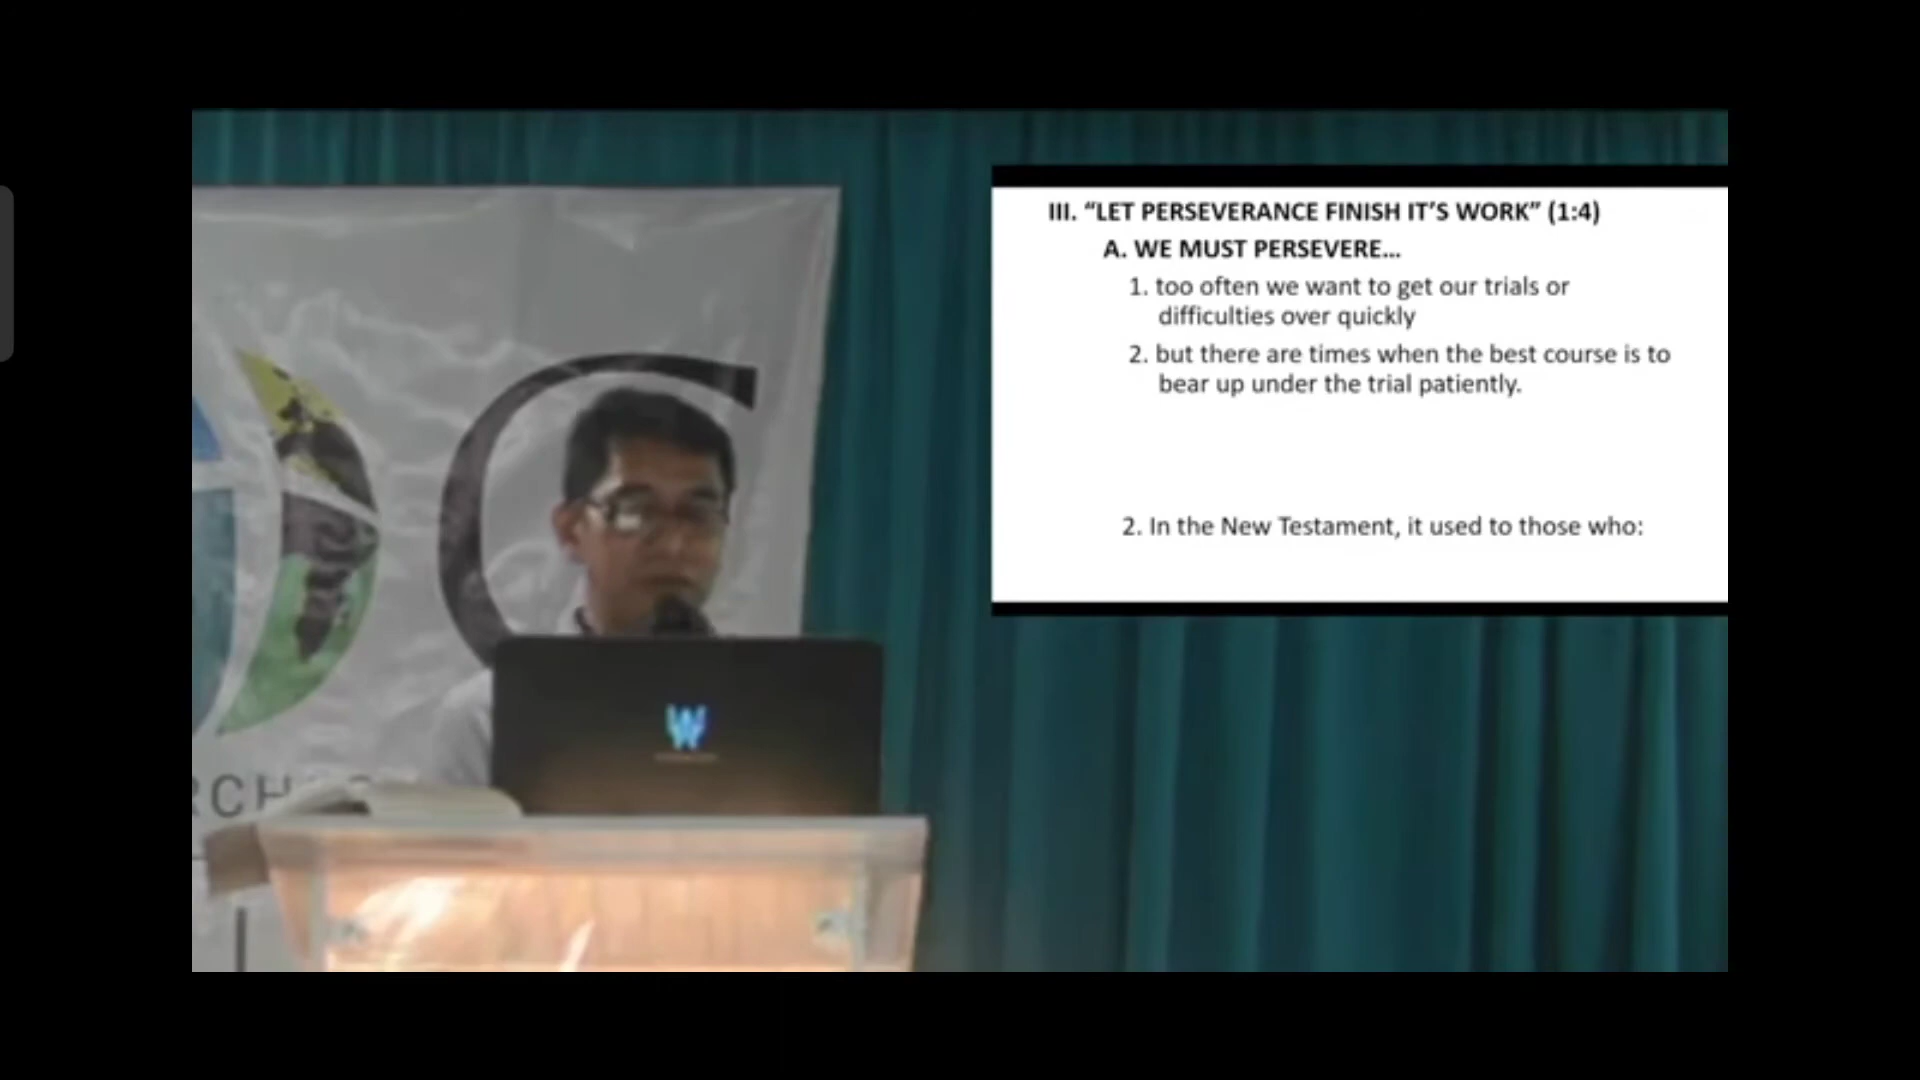 III. “LET PERSEVERANCE FINISH IT’S WORK” (1:4)
A. WE MUST PERSEVERE...
1. too often we want to get our trials or
difficulties over quickly
2. but there are times when the best course is to
bear up under the trial patiently.
2. In the New Testament, it used to those who:
C
RCH
W